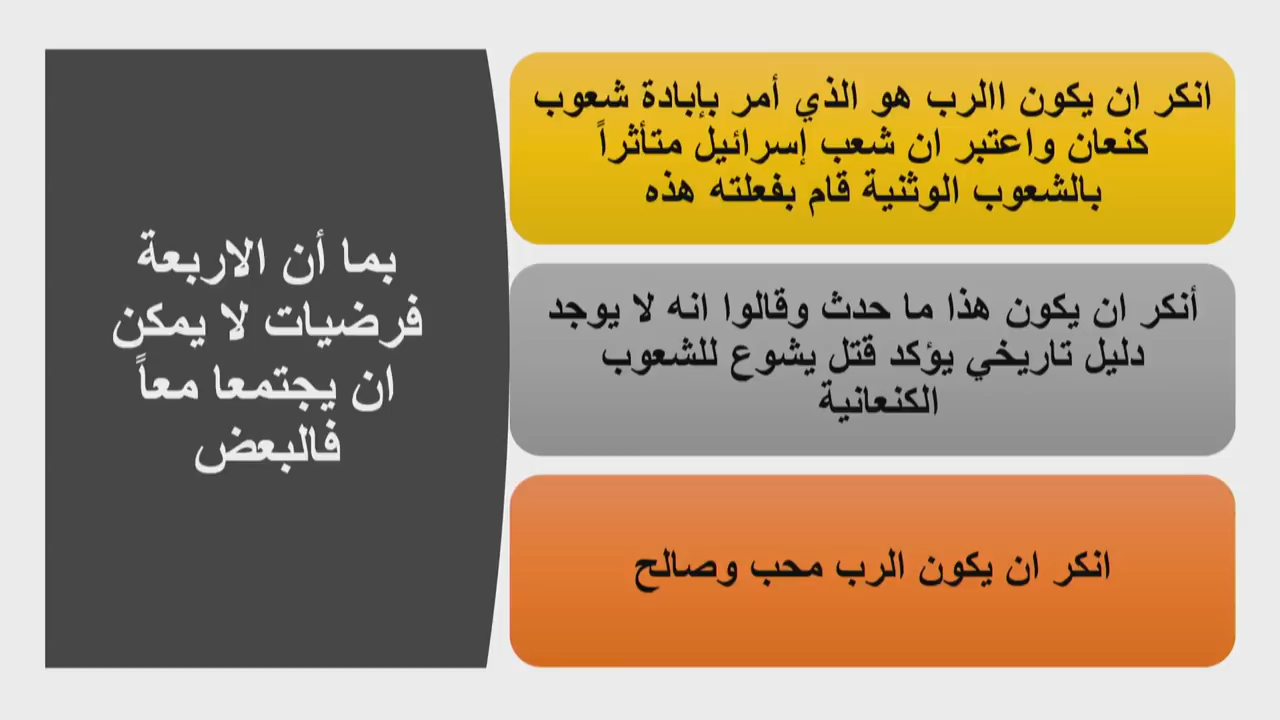 بما أن الاربعة
فرضيات لا يمكن
ان يجتمعا معاً
فالبعض
انكر ان يكون االرب هو الذي أمر بإبادة شعوب
كنعان واعتبر ان شعب إسرائيل متأثراً
بالشعوب الوثنية قام بفعلته هذه
أنكر ان يكون هذا ما حدث وقالوا انه لا يوجد
دليل تاريخي يؤكد قتل يشوع للشعوب
الكنعانية
انكر ان يكون الرب محب وصالح